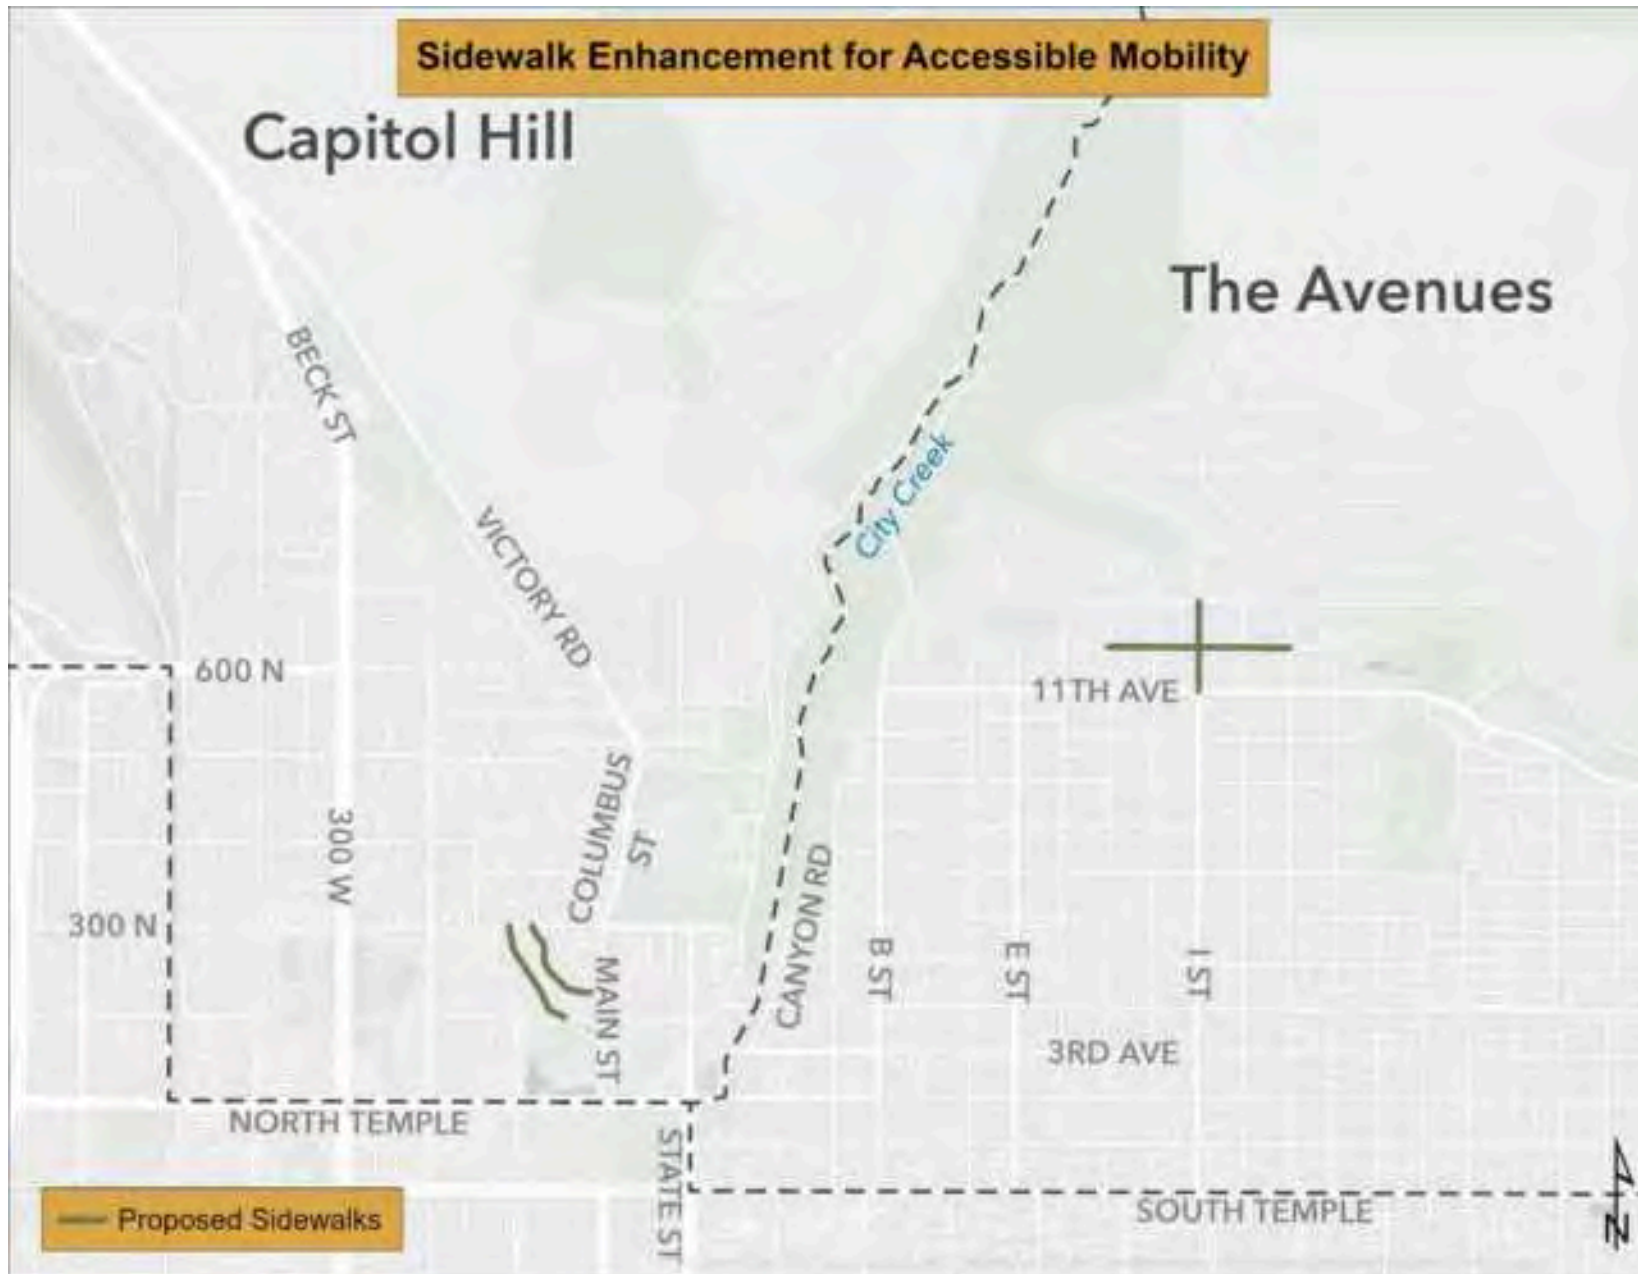 Sidewalk Enhancement for Accessible Mobility
Capitol Hill
The Avenues
BECK ST
City Creek
VICTORY RD
600 N
11TH AVE
COLUMBUS
ST
300 W
CANYON RD
300 N
B ST
E ST
I ST
MAIN ST
3RD AVE
NORTH TEMPLE
STATE ST
SOUTH TEMPLE
Proposed Sidewalks
N